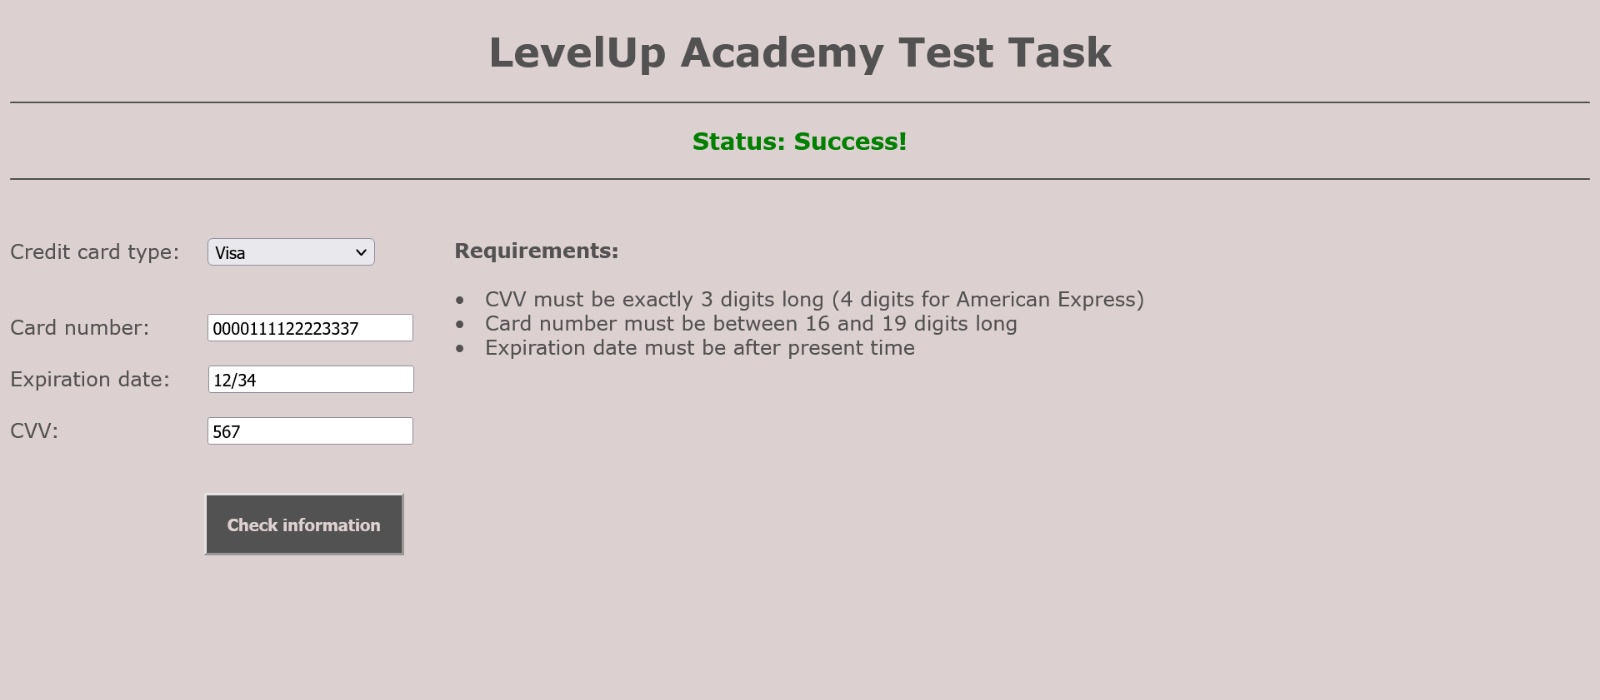 LevelUp Academy Test Task
Status: Success!
Credit card type: Visa
Requirements:
• CVV must be exactly 3 digits long (4 digits for American Express)
• Card number must be between 16 and 19 digits long
• Expiration date must be after present time
Card number: 0000111122223337
Expiration date: 12/34
CVV: 567
Check information